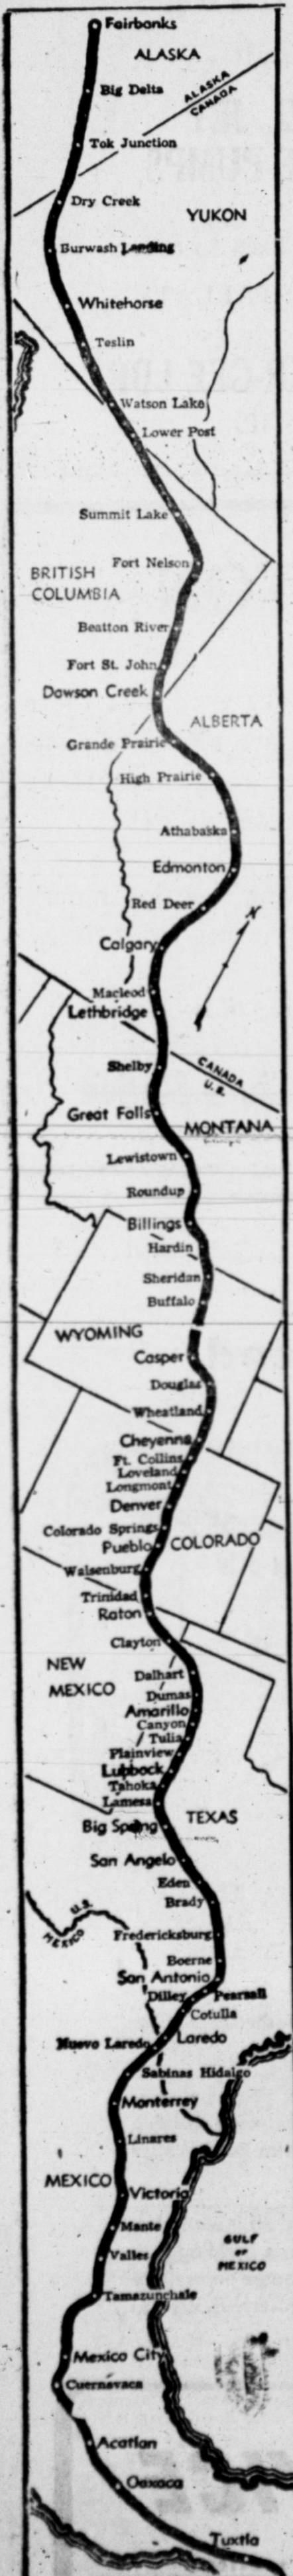 Fairbanks
ALASKA
ALASKA
CANADA
Big Delta
Tok Junction
Dry Creek
YUKON
Burwash Landing
Whitehorse
Teslin
Watson Lake
Lower Post
Summit Lake
Fort Nelson
BRITISH
COLUMBIA
Beatton River
Fort St. John
Dawson Creek
ALBERTA
Grande Prairie
High Prairie
Athabaska
Edmonton
Red Deer
N
Calgary
Macleod
Lethbridge
CANADA
U. S.
Shelby
Great Falls
MONTANA
Lewistown
Roundup
Billings
Hardin
Sheridan
Buffalo
WYOMING
Casper
Douglas
Wheatland
Cheyenne
Ft. Collins
Loveland
Longmont
Denver
Colorado Springs
Pueblo
COLORADO
Walsenburg
Trinidad
Raton
Clayton
NEW
MEXICO
Dalhart
Dumas
Amarillo
Canyon
Tulia
Plainview
Lubbock
Tahoka
Lamesa
TEXAS
Big Spring
San Angelo
Eden
Brady
U.S.
MEXICO
Fredericksburg
Boerne
San Antonio
Dilley
Pearsall
Cotulla
Laredo
Nuevo Laredo
Sabinas Hidalgo
Monterrey
Linares
MEXICO
Victoria
Mante
GULF
OF
MEXICO
Valles
Tamazunchale
Mexico City
Cuernavaca
Acatlan
Oaxaca
Tuxtla